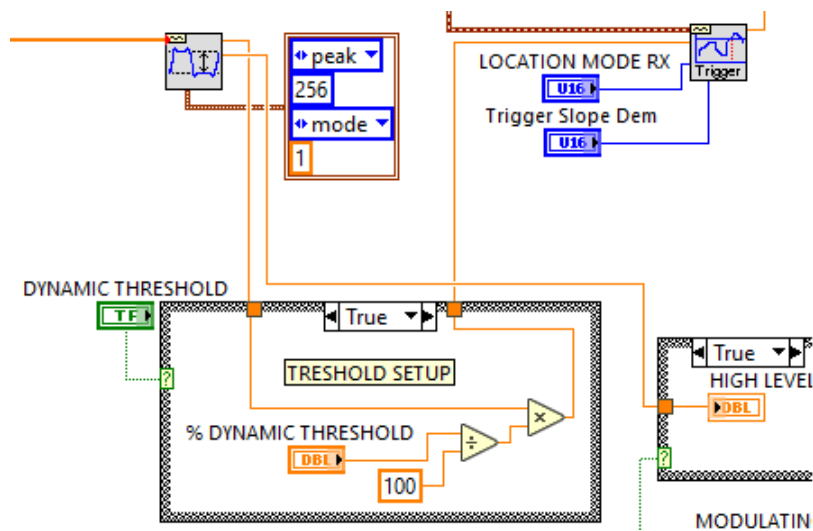 peak
256
mode
1
LOCATION MODE RX
U16
Trigger Slope Dem
U16
Trigger
DYNAMIC THRESHOLD
TF
True
?
TRESHOLD SETUP
% DYNAMIC THRESHOLD
DBL
÷
×
100
True
HIGH LEVEL
DBL
?
MODULATIN